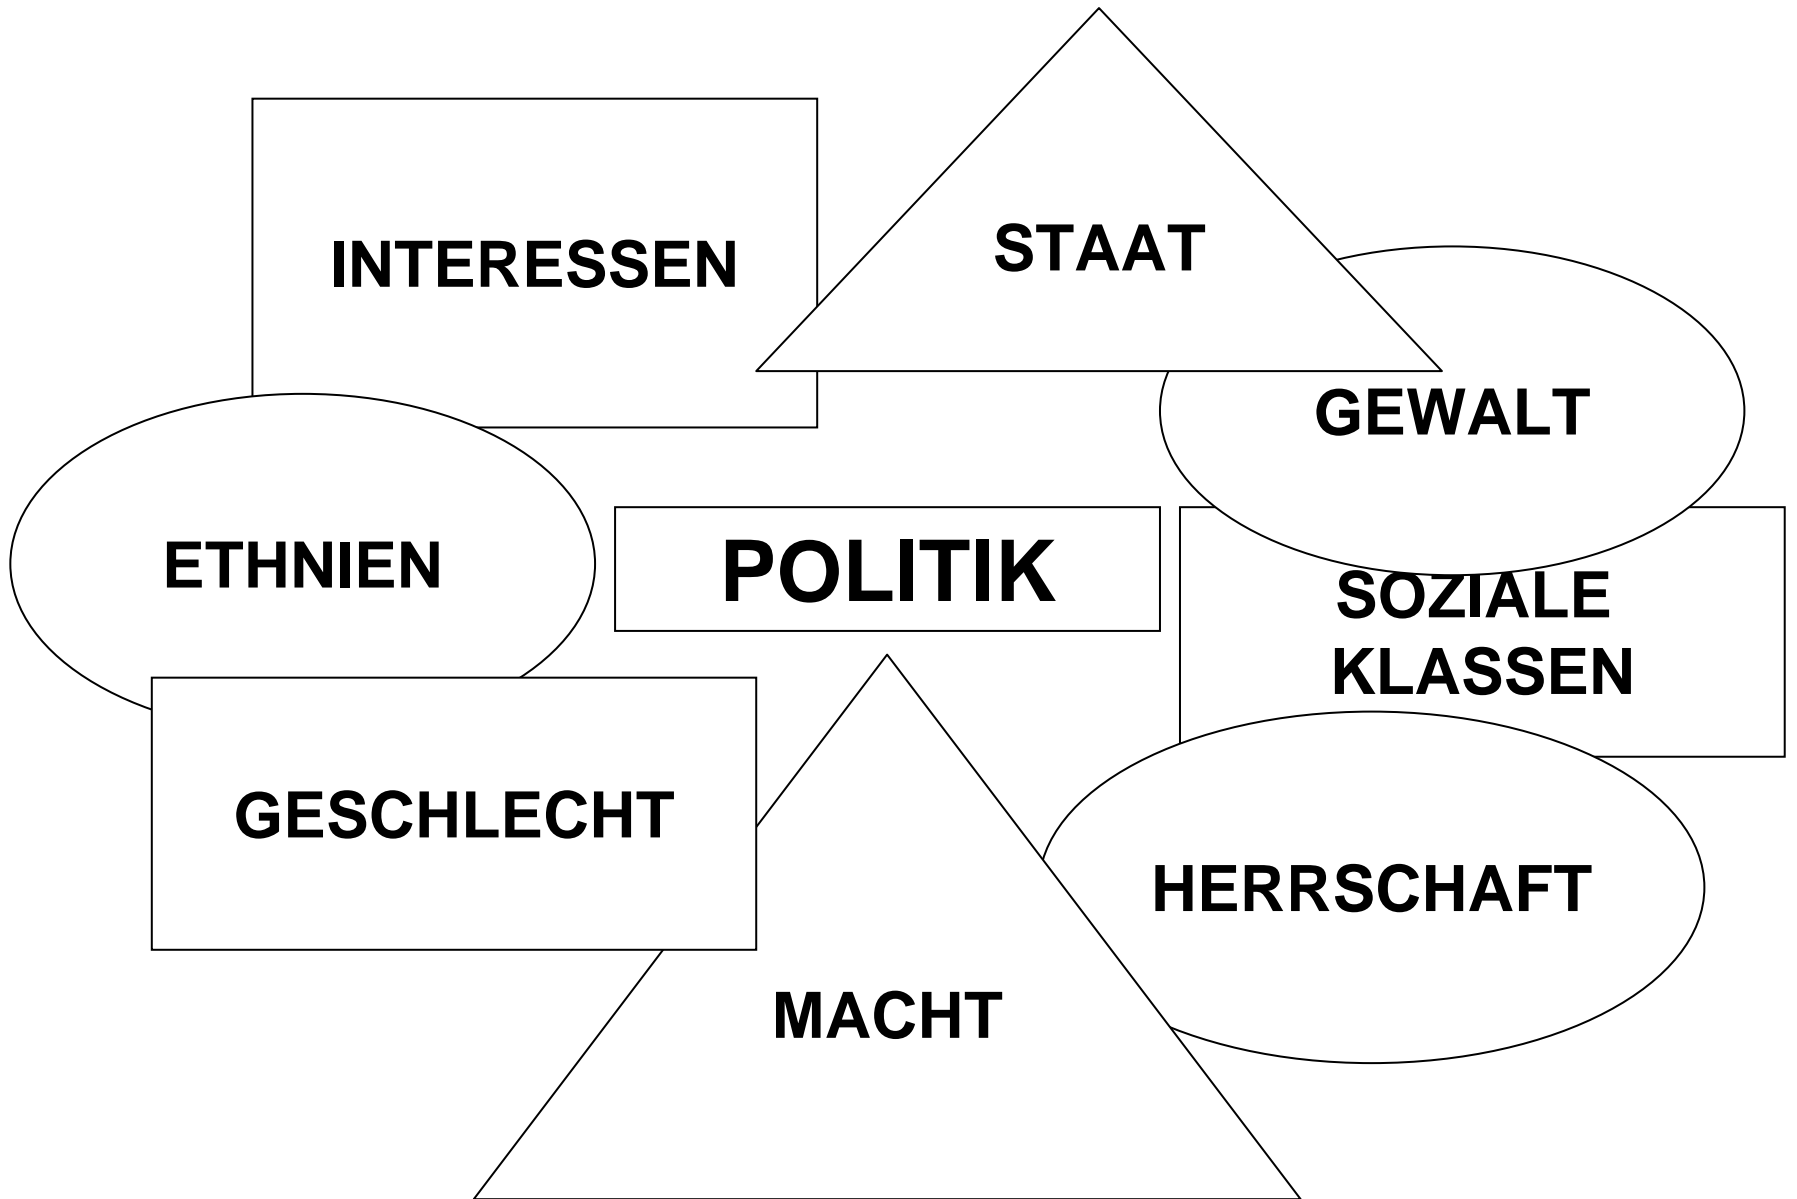 STAAT
INTERESSEN
GEWALT
ETHNIEN
POLITIK
SOZIALE
KLASSEN
GESCHLECHT
HERRSCHAFT
MACHT